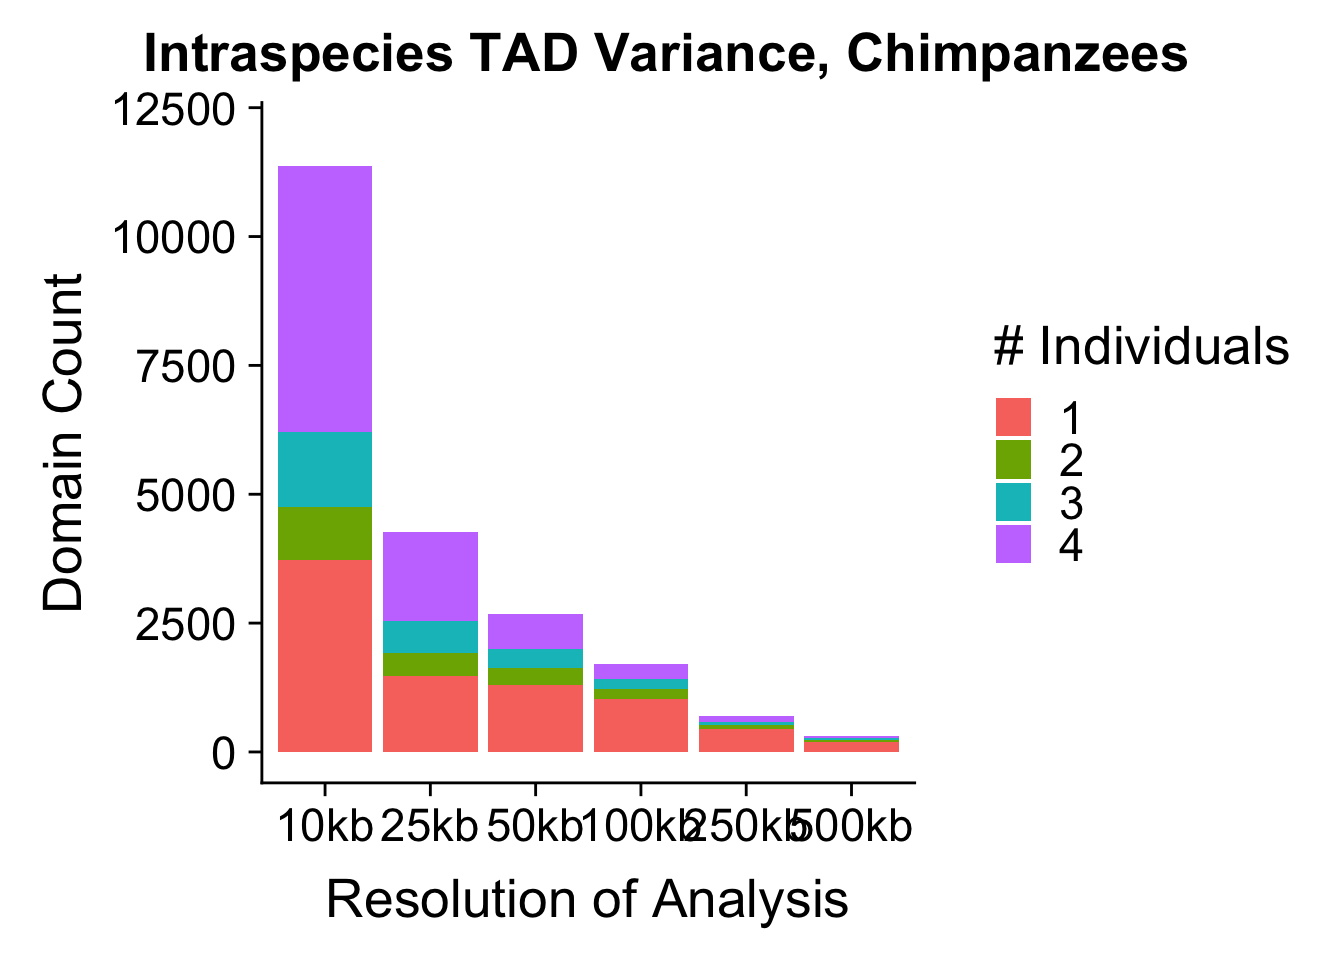 Intraspecies TAD Variance, Chimpanzees
12500
10000
7500
5000
2500
0
Domain Count
10kb 25kb 50kb 100kb 250kb 500kb
Resolution of Analysis
# Individuals
1
2
3
4